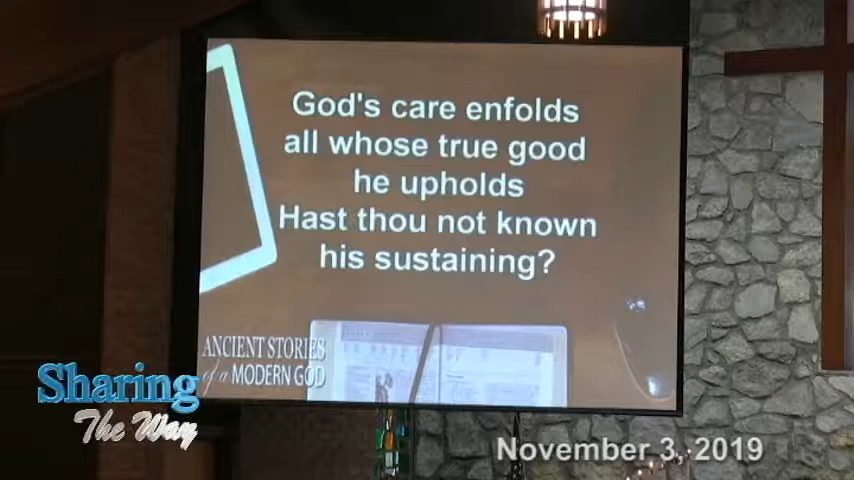 God's care enfolds
all whose true good
he upholds
Hast thou not known
his sustaining?
ANCIENT STORIES
of a MODERN GOD
Sharing
The Way
November 3, 2019